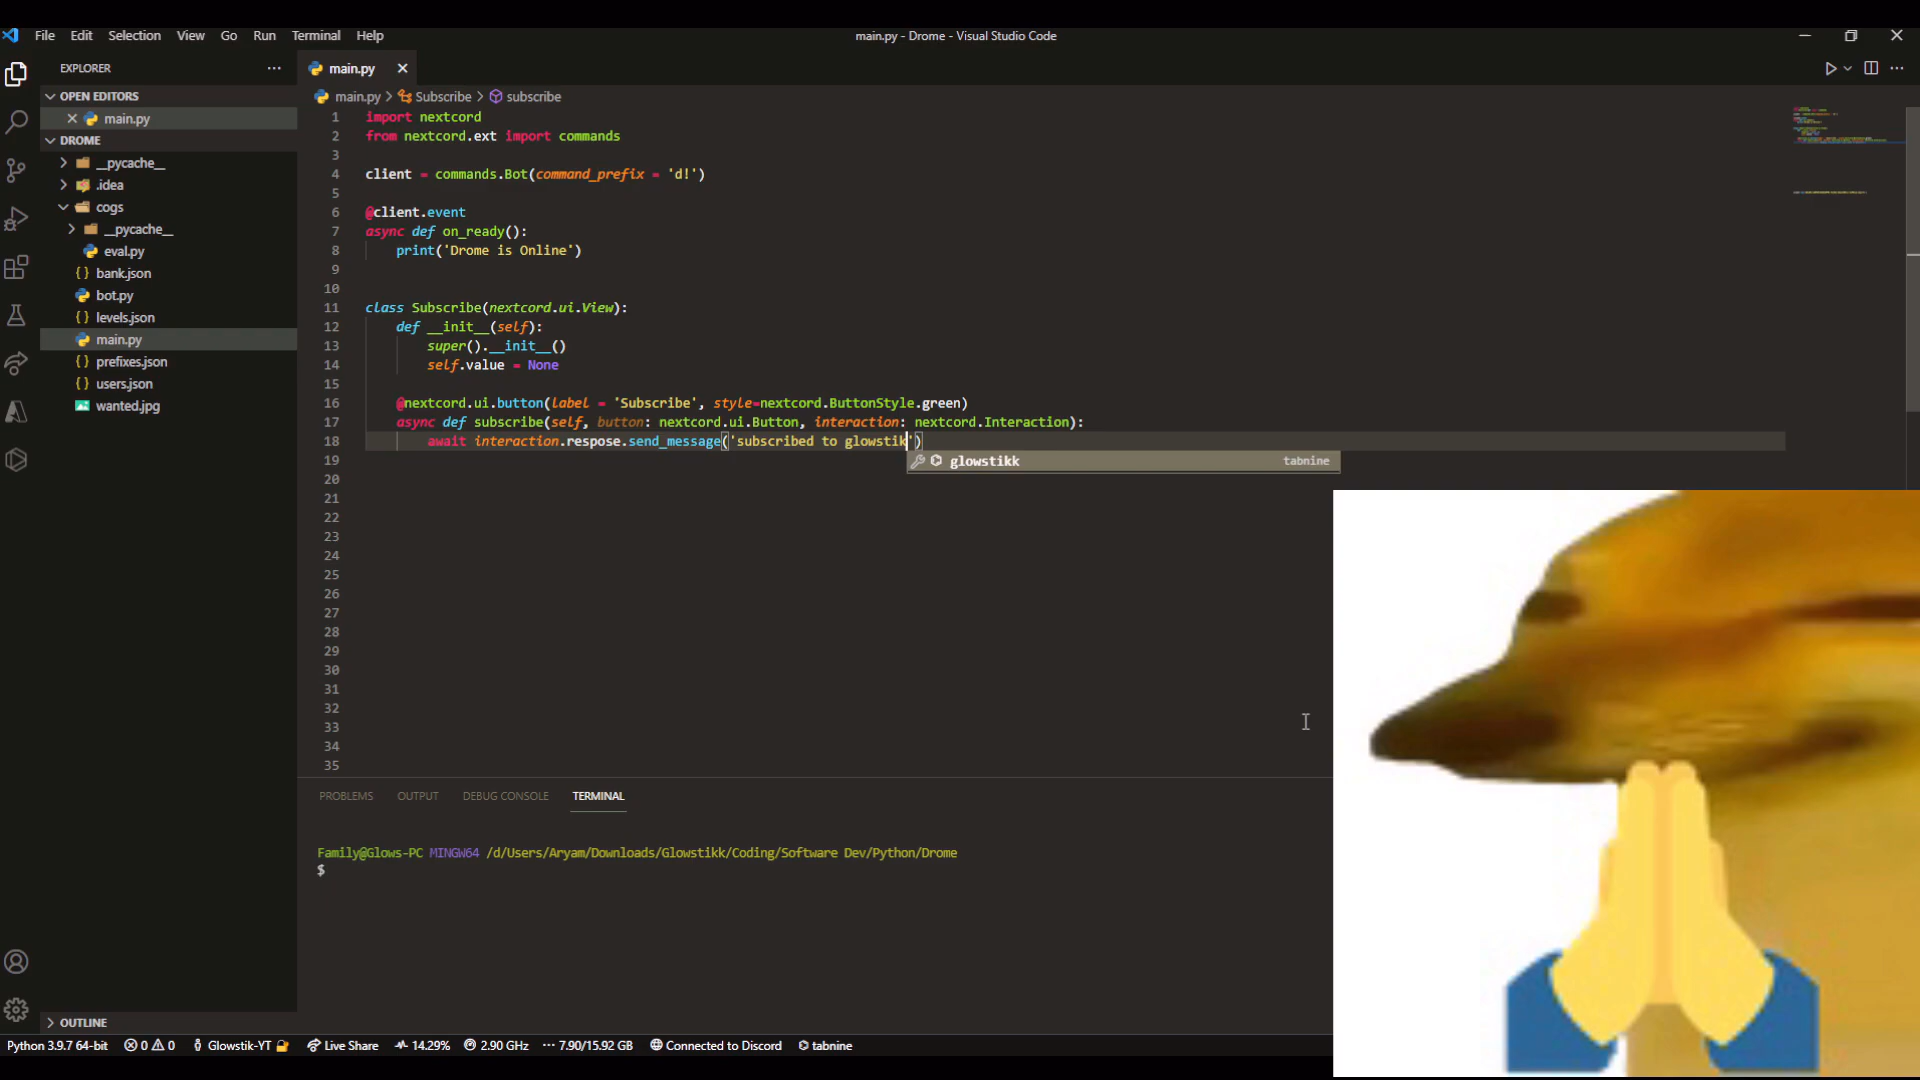 File Edit Selection View Go Run Terminal Help
main.py - Drome - Visual Studio Code
EXPLORER
main.py
OPEN EDITORS
main.py
DROME
__pycache__
.idea
cogs
__pycache__
eval.py
bank.json
bot.py
levels.json
main.py
prefixes.json
users.json
wanted.jpg
OUTLINE
main.py > Subscribe > subscribe
1 import nextcord
2 from nextcord.ext import commands
3
4 client = commands.Bot(command_prefix = 'd!')
5
6 @client.event
7 async def on_ready():
8 print('Drome is Online')
9
10
11 class Subscribe(nextcord.ui.View):
12 def __init__(self):
13 super().__init__()
14 self.value = None
15
16 @nextcord.ui.button(label = 'Subscribe', style=nextcord.ButtonStyle.green)
17 async def subscribe(self, button: nextcord.ui.Button, interaction: nextcord.Interaction):
18 await interaction.respose.send_message('subscribed to glowstik')
glowstikk tabnine
19
20
21
22
23
24
25
26
27
28
29
30
31
32
33
34
35
PROBLEMS OUTPUT DEBUG CONSOLE TERMINAL
Family@Glows-PC MINGW64 /d/Users/Aryam/Downloads/Glowstikk/Coding/Software Dev/Python/Drome
$
Python 3.9.7 64-bit 0 0 Glowstik-YT Live Share 14.29% 2.90 GHz 7.90/15.92 GB Connected to Discord tabnine